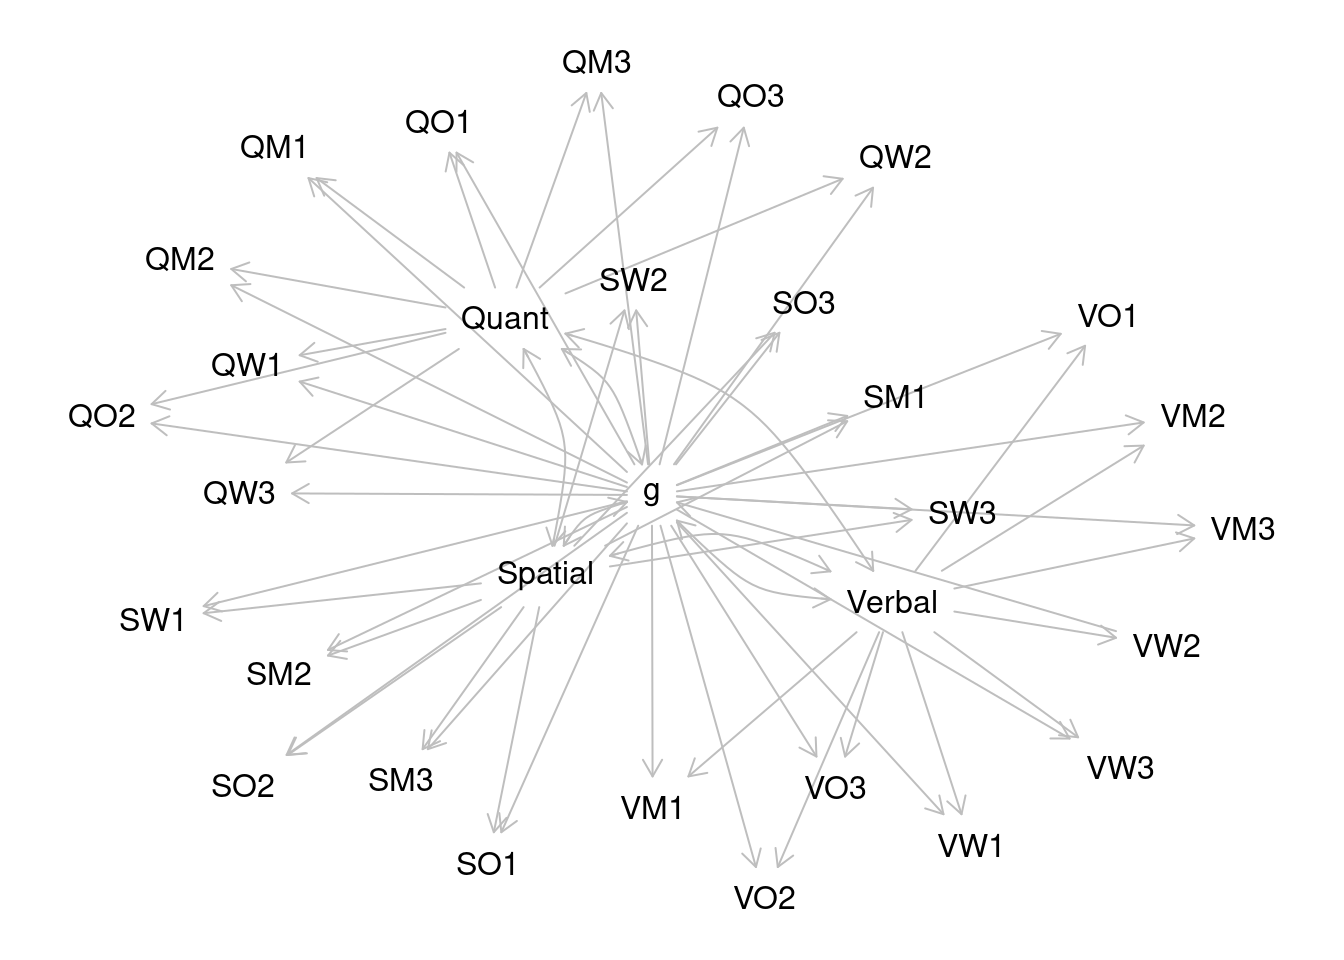 QM3
QO3
QO1
QM1
QW2
QM2
SW2
SO3
Quant
VO1
QW1
SM1
QO2
VM2
g
QW3
SW3
VM3
Spatial
Verbal
SW1
VW2
SM2
VW3
SM3
SO2
VO3
VM1
VW1
SO1
VO2